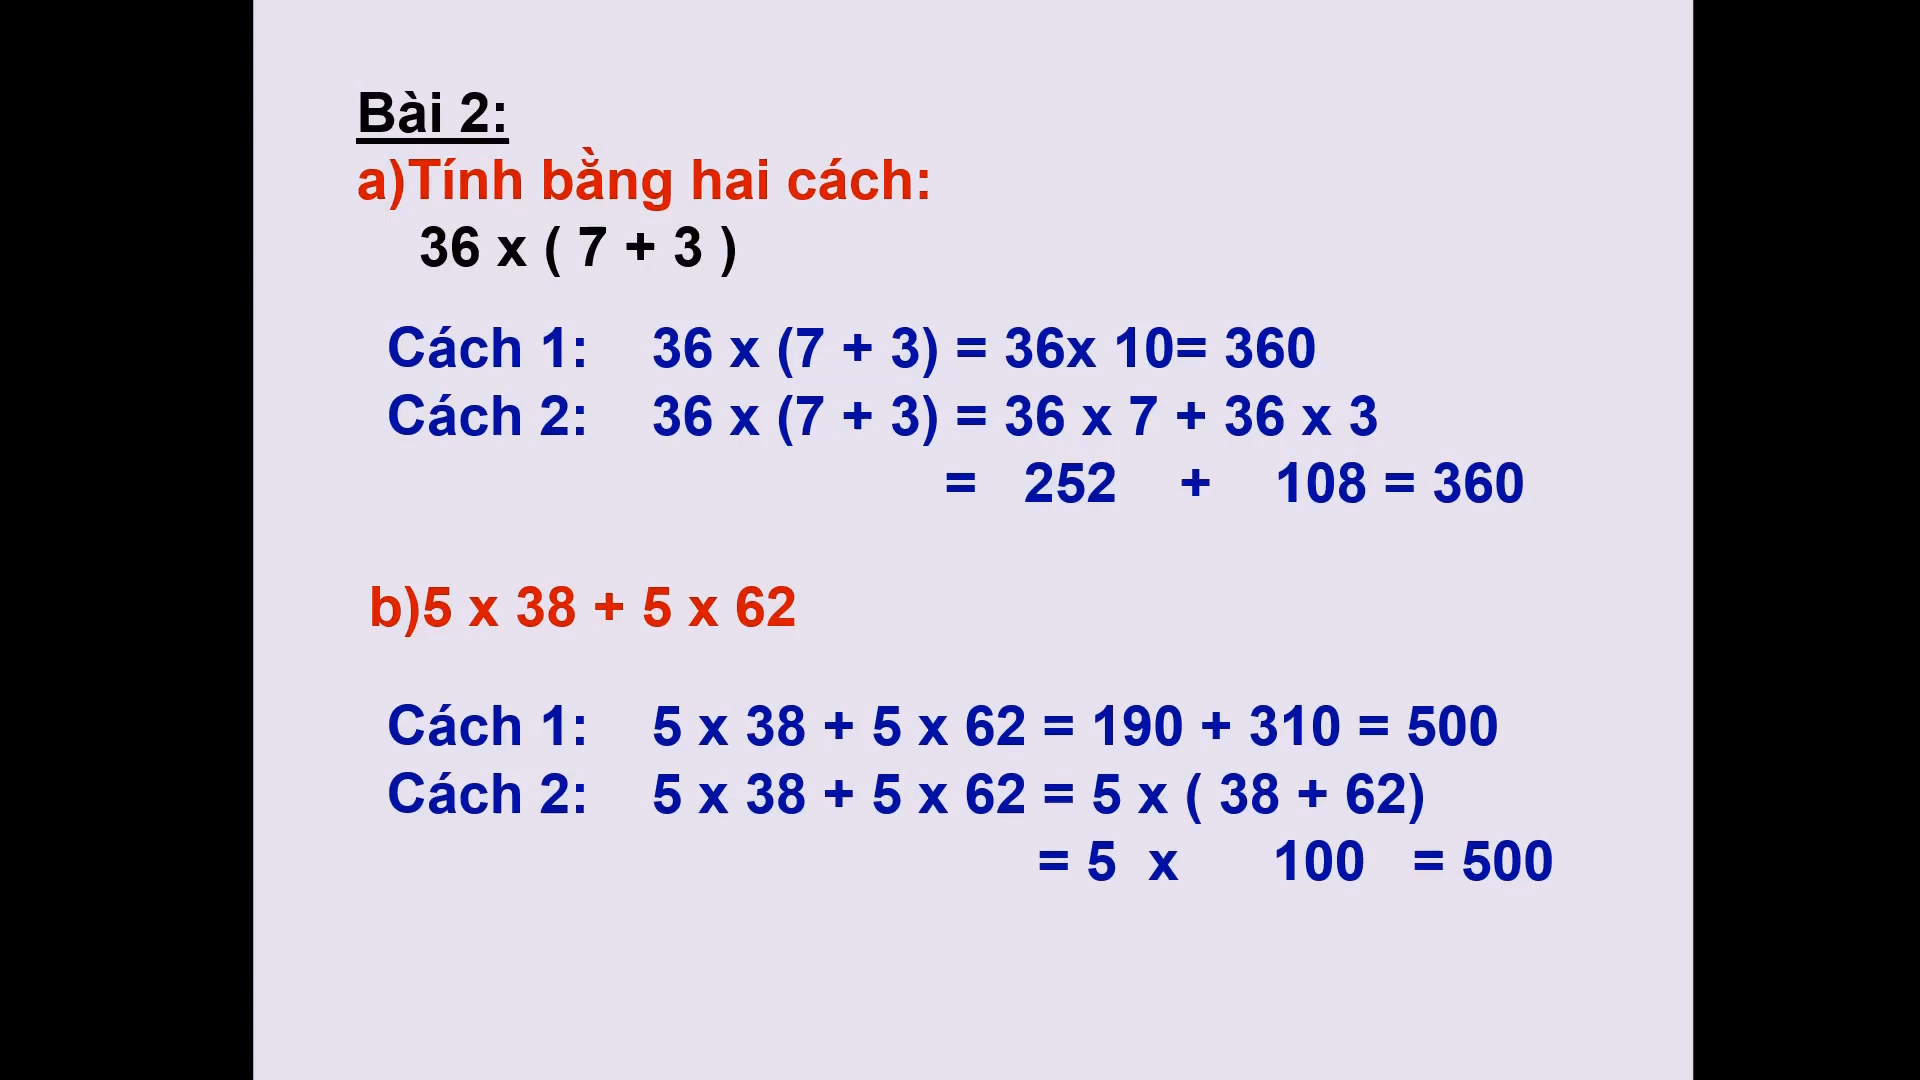 Bài 2:
a)Tính bằng hai cách:
36 x ( 7 + 3 )
Cách 1: 36 x (7 + 3) = 36x 10= 360
Cách 2: 36 x (7 + 3) = 36 x 7 + 36 x 3
= 252 + 108 = 360
b)5 x 38 + 5 x 62
Cách 1: 5 x 38 + 5 x 62 = 190 + 310 = 500
Cách 2: 5 x 38 + 5 x 62 = 5 x ( 38 + 62)
= 5 x 100 = 500